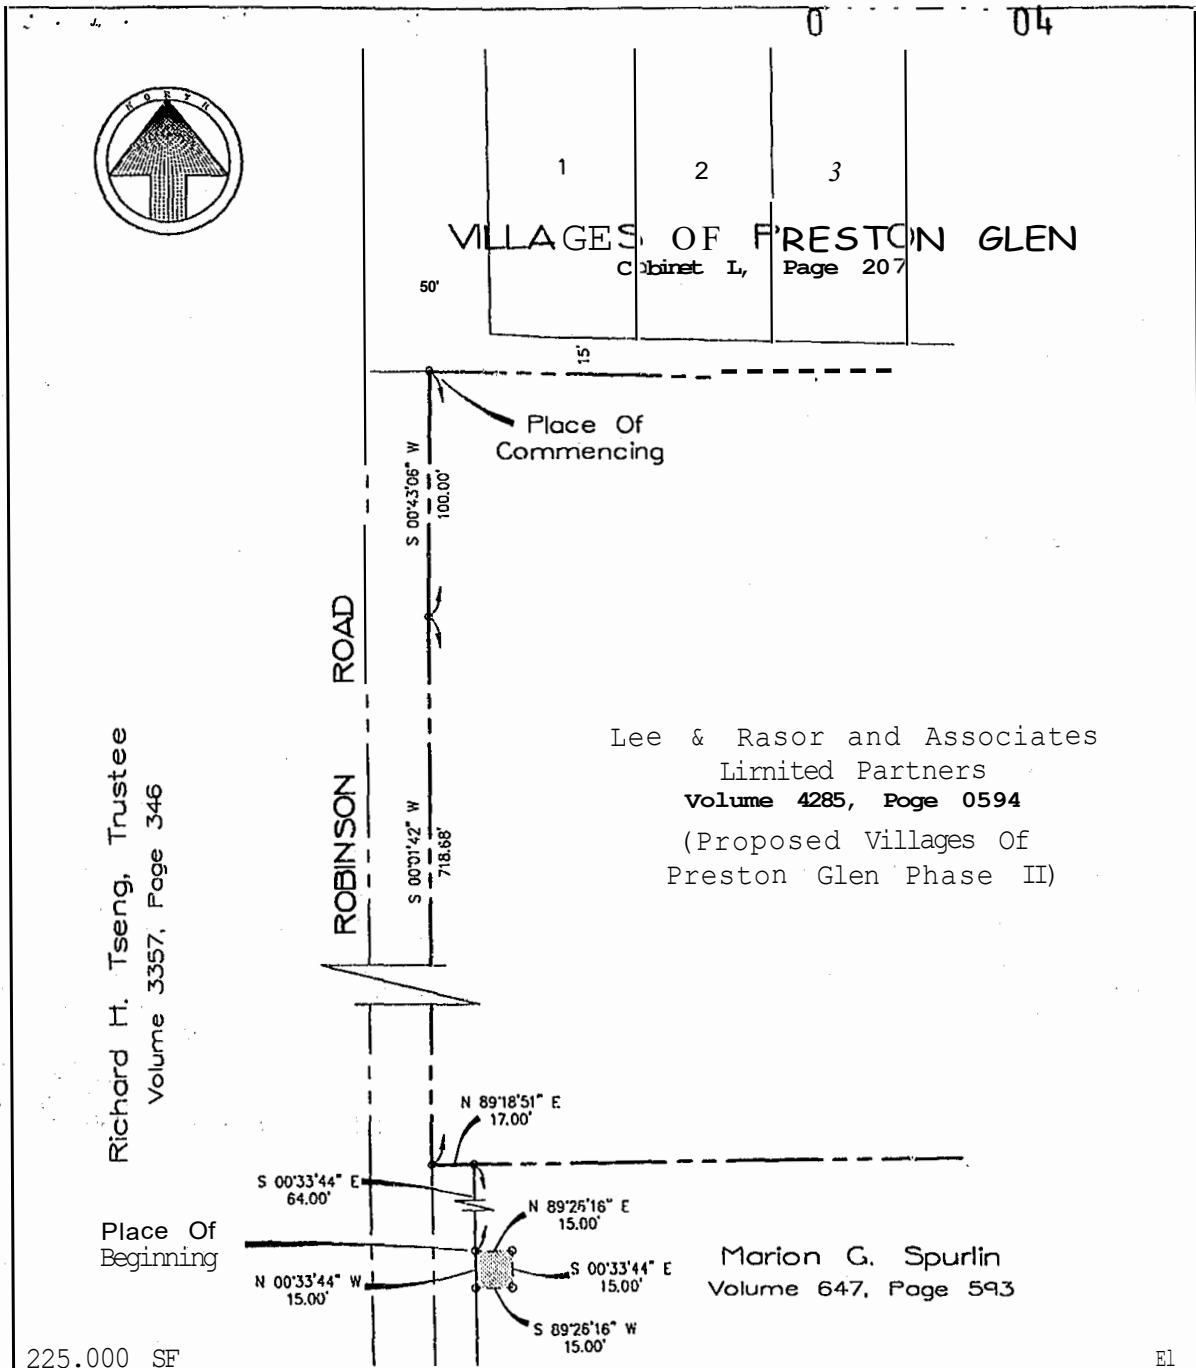 0 04
NORTH
1 2 3
VILLAGES OF PRESTON GLEN
Cabinet L, Page 207
50'
15'
Place Of
Commencing
S 00°43'06" W
100.00'
ROBINSON ROAD
S 00°01'42" W
718.68'
Richard H. Tseng, Trustee
Volume 3357, Page 346
Lee & Rasor and Associates
Limited Partners
Volume 4285, Poge 0594
(Proposed Villages Of
Preston Glen Phase II)
N 89°18'51" E
17.00'
S 00°33'44" E
64.00'
N 89°26'16" E
15.00'
Place Of
Beginning
S 00°33'44" E
15.00'
N 00°33'44" W
15.00'
S 89°26'16" W
15.00'
Marion G. Spurlin
Volume 647, Page 593
225.000 SF
E1